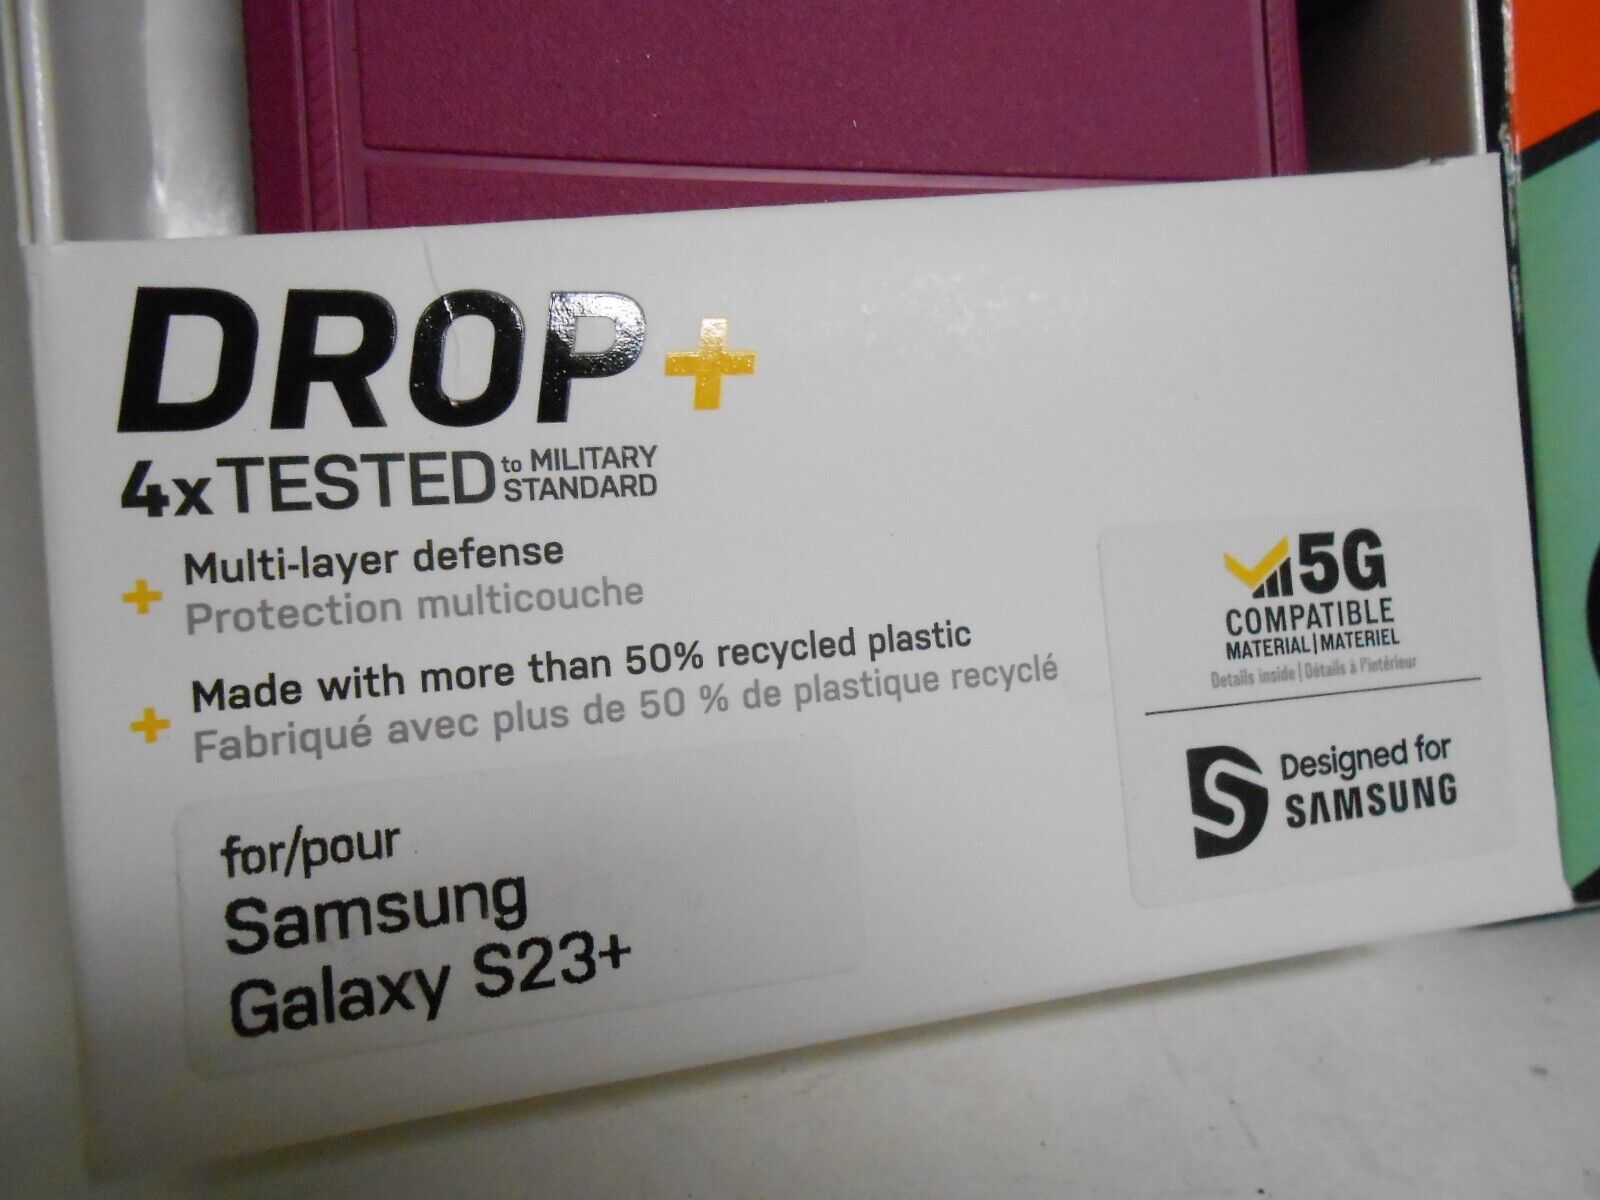 DROP+
4xTESTED to MILITARY STANDARD
+ Multi-layer defense
Protection multicouche
+ Made with more than 50% recycled plastic
Fabriqué avec plus de 50 % de plastique recyclé
for/pour
Samsung
Galaxy S23+
5G
COMPATIBLE
MATERIAL|MATERIEL
Details inside|Détails à l'intérieur
Designed for
SAMSUNG